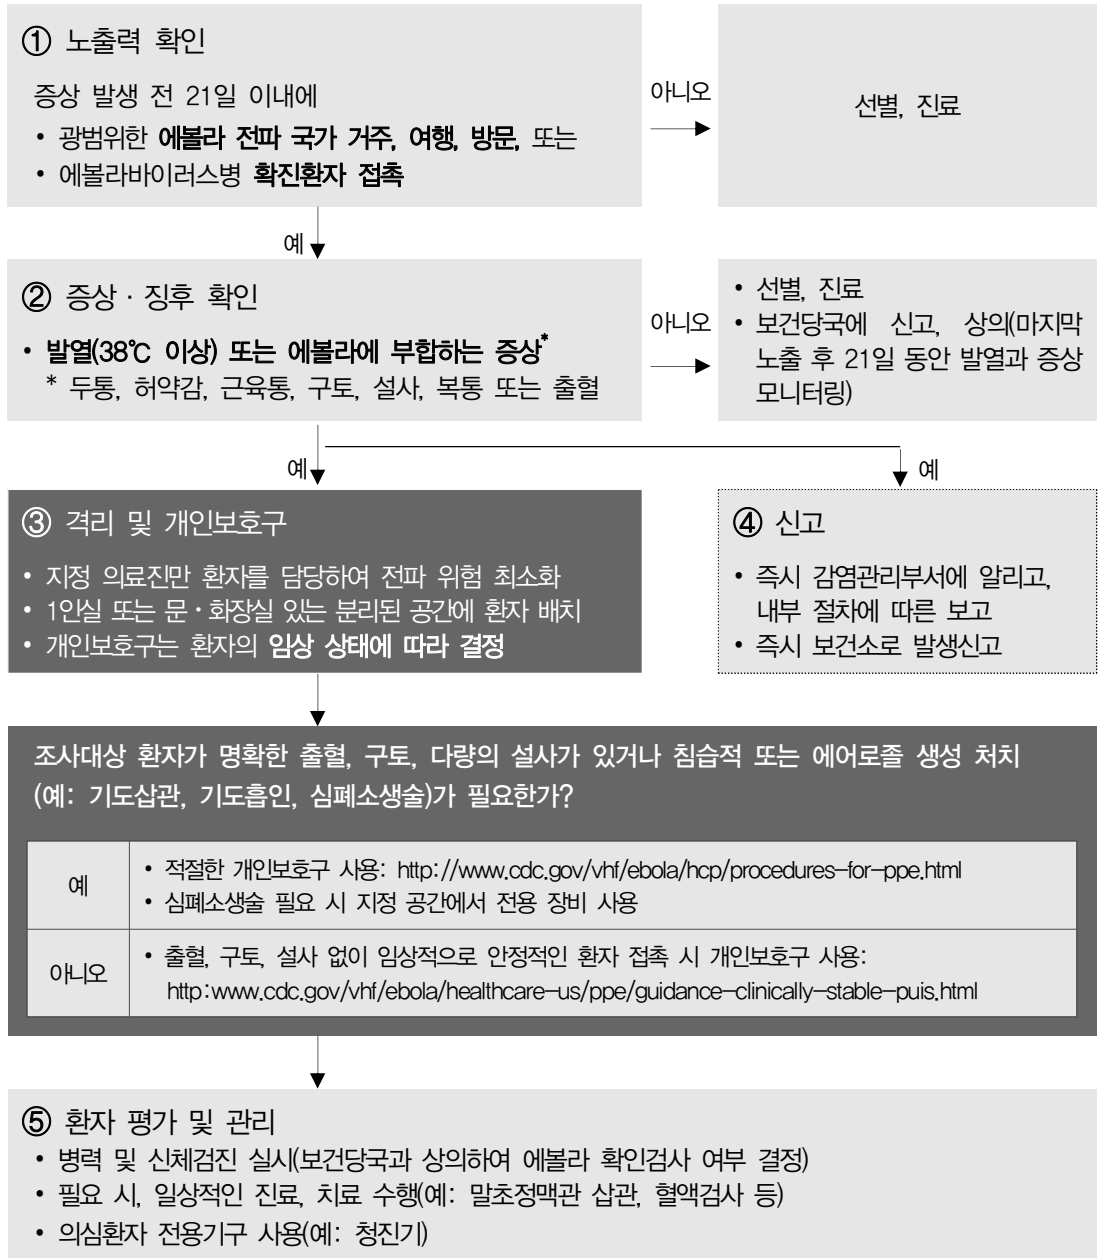 ① 노출력 확인
증상 발생 전 21일 이내에
• 광범위한 에볼라 전파 국가 거주, 여행, 방문, 또는
• 에볼라바이러스병 확진환자 접촉
아니오
선별, 진료
예
② 증상 · 징후 확인
• 발열(38℃ 이상) 또는 에볼라에 부합하는 증상*
* 두통, 허약감, 근육통, 구토, 설사, 복통 또는 출혈
아니오
• 선별, 진료
• 보건당국에 신고, 상의(마지막
노출 후 21일 동안 발열과 증상
모니터링)
예
예
③ 격리 및 개인보호구
• 지정 의료진만 환자를 담당하여 전파 위험 최소화
• 1인실 또는 문·화장실 있는 분리된 공간에 환자 배치
• 개인보호구는 환자의 임상 상태에 따라 결정
④ 신고
• 즉시 감염관리부서에 알리고,
내부 절차에 따른 보고
• 즉시 보건소로 발생신고
조사대상 환자가 명확한 출혈, 구토, 다량의 설사가 있거나 침습적 또는 에어로졸 생성 처치
(예: 기도삽관, 기도흡인, 심폐소생술)가 필요한가?
예
• 적절한 개인보호구 사용: http://www.cdc.gov/vhf/ebola/hcp/procedures-for-ppe.html
• 심폐소생술 필요 시 지정 공간에서 전용 장비 사용
아니오
• 출혈, 구토, 설사 없이 임상적으로 안정적인 환자 접촉 시 개인보호구 사용:
http:www.cdc.gov/vhf/ebola/healthcare-us/ppe/guidance-clinically-stable-puis.html
⑤ 환자 평가 및 관리
• 병력 및 신체검진 실시(보건당국과 상의하여 에볼라 확인검사 여부 결정)
• 필요 시, 일상적인 진료, 치료 수행(예: 말초정맥관 삽관, 혈액검사 등)
• 의심환자 전용기구 사용(예: 청진기)